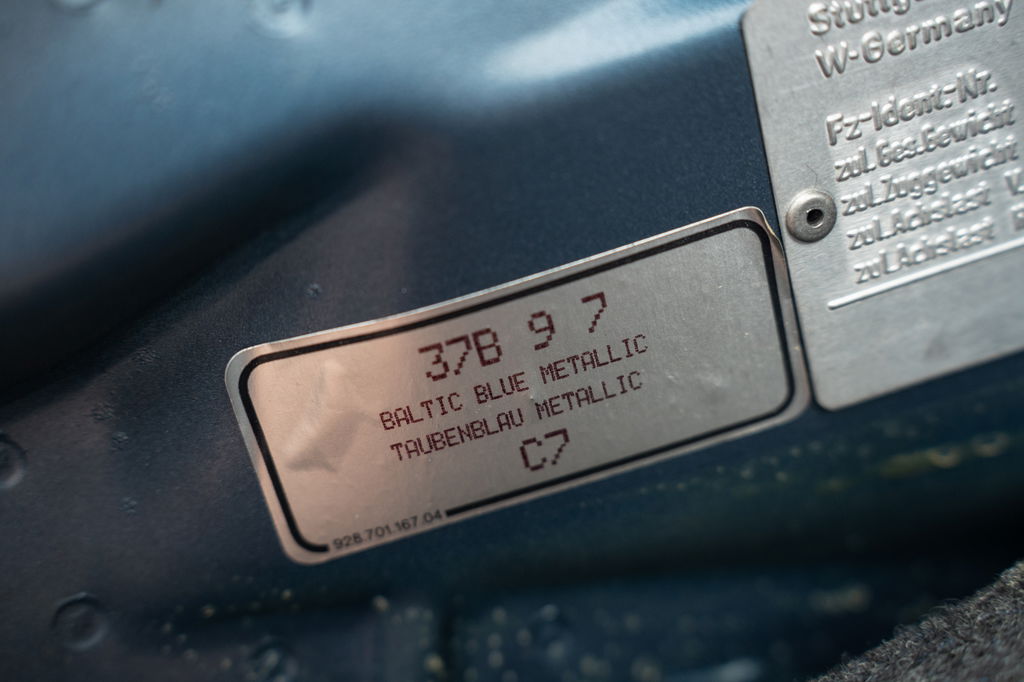 37B 9 7
BALTIC BLUE METALLIC
TAUBENBLAU METALLIC
C7
928.701.167.04
W-Germany
Fz-Ident.-Nr.
zul.Ges.Gewicht
zul.Zuggewicht
zul.Achslast V.
zul.Achslast